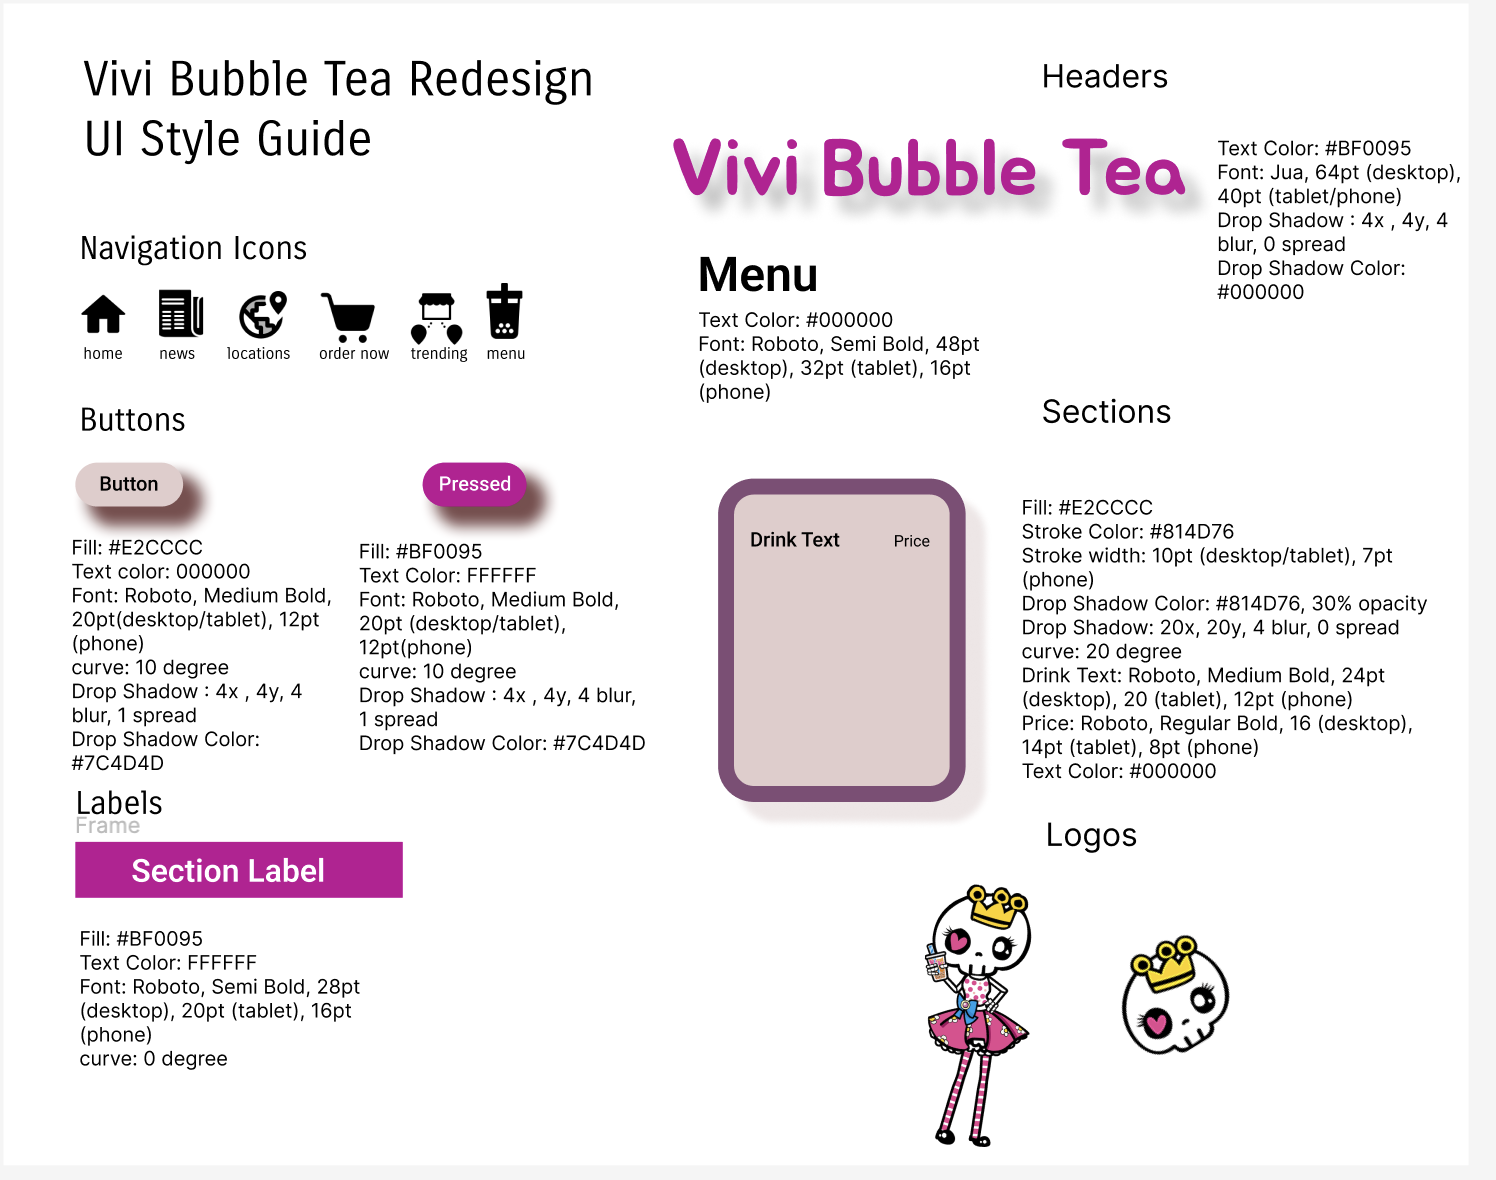 Vivi Bubble Tea Redesign
UI Style Guide
Navigation Icons
home
news
locations
order now
trending
menu
Buttons
Button
Fill: #E2CCCC
Text color: 000000
Font: Roboto, Medium Bold,
20pt(desktop/tablet), 12pt
(phone)
curve: 10 degree
Drop Shadow : 4x , 4y, 4
blur, 1 spread
Drop Shadow Color:
#7C4D4D
Pressed
Fill: #BF0095
Text Color: FFFFFF
Font: Roboto, Medium Bold,
20pt (desktop/tablet),
12pt(phone)
curve: 10 degree
Drop Shadow : 4x , 4y, 4 blur,
1 spread
Drop Shadow Color: #7C4D4D
Labels
Frame
Section Label
Fill: #BF0095
Text Color: FFFFFF
Font: Roboto, Semi Bold, 28pt
(desktop), 20pt (tablet), 16pt
(phone)
curve: 0 degree
Headers
Vivi Bubble Tea
Text Color: #BF0095
Font: Jua, 64pt (desktop),
40pt (tablet/phone)
Drop Shadow : 4x , 4y, 4
blur, 0 spread
Drop Shadow Color:
#000000
Menu
Text Color: #000000
Font: Roboto, Semi Bold, 48pt
(desktop), 32pt (tablet), 16pt
(phone)
Sections
Drink Text
Price
Fill: #E2CCCC
Stroke Color: #814D76
Stroke width: 10pt (desktop/tablet), 7pt
(phone)
Drop Shadow Color: #814D76, 30% opacity
Drop Shadow: 20x, 20y, 4 blur, 0 spread
curve: 20 degree
Drink Text: Roboto, Medium Bold, 24pt
(desktop), 20 (tablet), 12pt (phone)
Price: Roboto, Regular Bold, 16 (desktop),
14pt (tablet), 8pt (phone)
Text Color: #000000
Logos